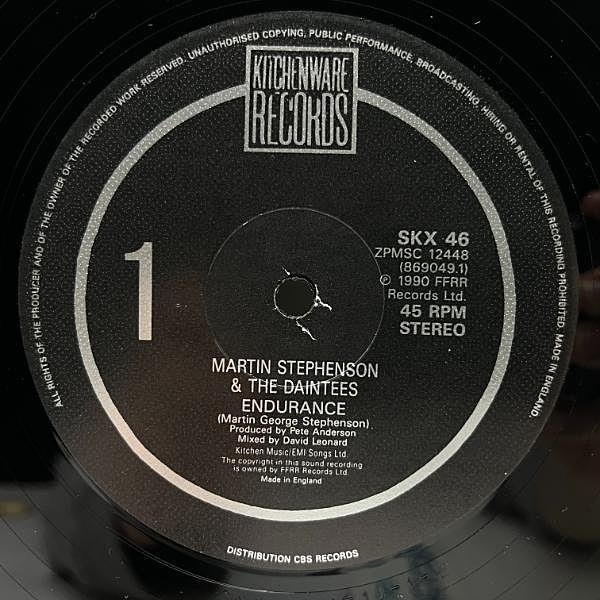 ALL RIGHTS OF THE PRODUCER AND OF THE OWNER OF THE RECORDED WORK RESERVED. UNAUTHORISED COPYING, PUBLIC PERFORMANCE, BROADCASTING, HIRING OR RENTAL OF THIS RECORDING PROHIBITED. MADE IN ENGLAND.
KITCHENWARE
RECORDS
1
SKX 46
ZPMSC 12448
(869049.1)
℗ 1990 FFRR
Records Ltd.
45 RPM
STEREO
MARTIN STEPHENSON
& THE DAINTEES
ENDURANCE
(Martin George Stephenson)
Produced by Pete Anderson
Mixed by David Leonard
Kitchen Music/EMI Songs Ltd.
The copyright in this sound recording
is owned by FFRR Records Ltd.
Made in England
DISTRIBUTION CBS RECORDS